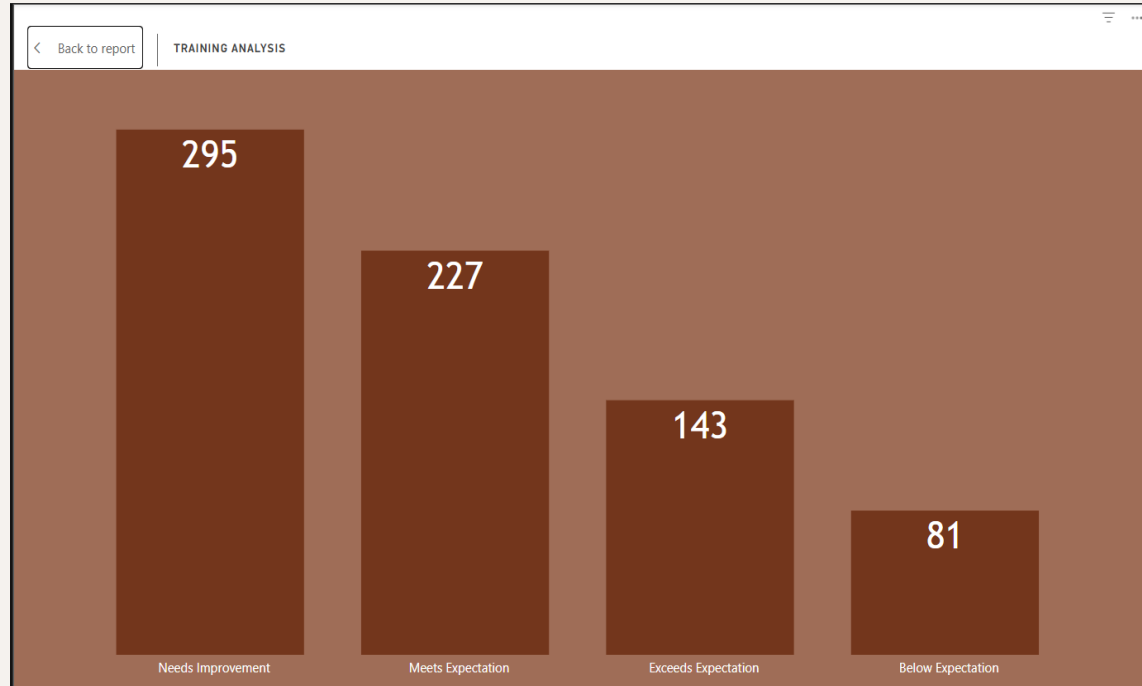 Back to report
TRAINING ANALYSIS
295
227
143
81
Needs Improvement
Meets Expectation
Exceeds Expectation
Below Expectation